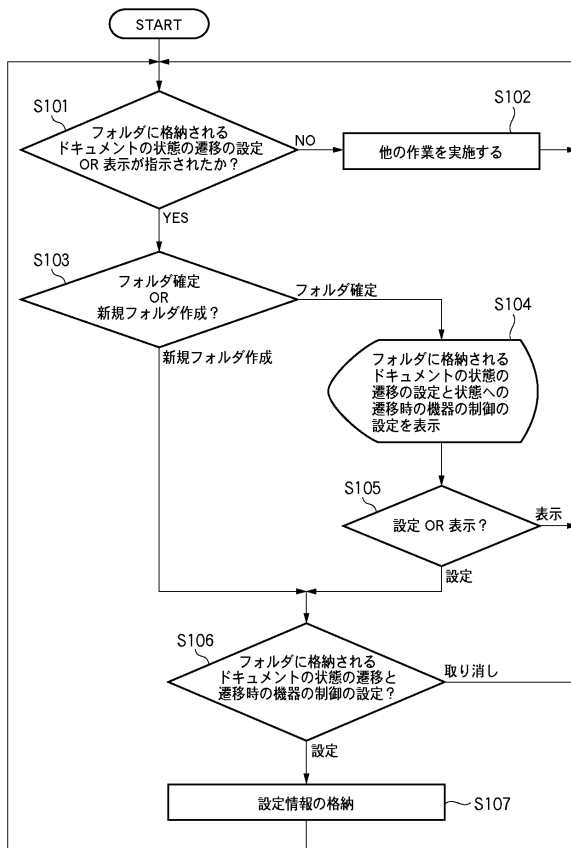 START
S101
フォルダに格納される
ドキュメントの状態の遷移の設定
OR 表示が指示されたか？
NO
S102
他の作業を実施する
YES
S103
フォルダ確定
OR
新規フォルダ作成？
フォルダ確定
新規フォルダ作成
S104
フォルダに格納される
ドキュメントの状態の
遷移の設定と状態への
遷移時の機器の制御の
設定を表示
S105
設定 OR 表示？
表示
設定
S106
フォルダに格納される
ドキュメントの状態の遷移と
遷移時の機器の制御の設定？
取り消し
設定
設定情報の格納
S107